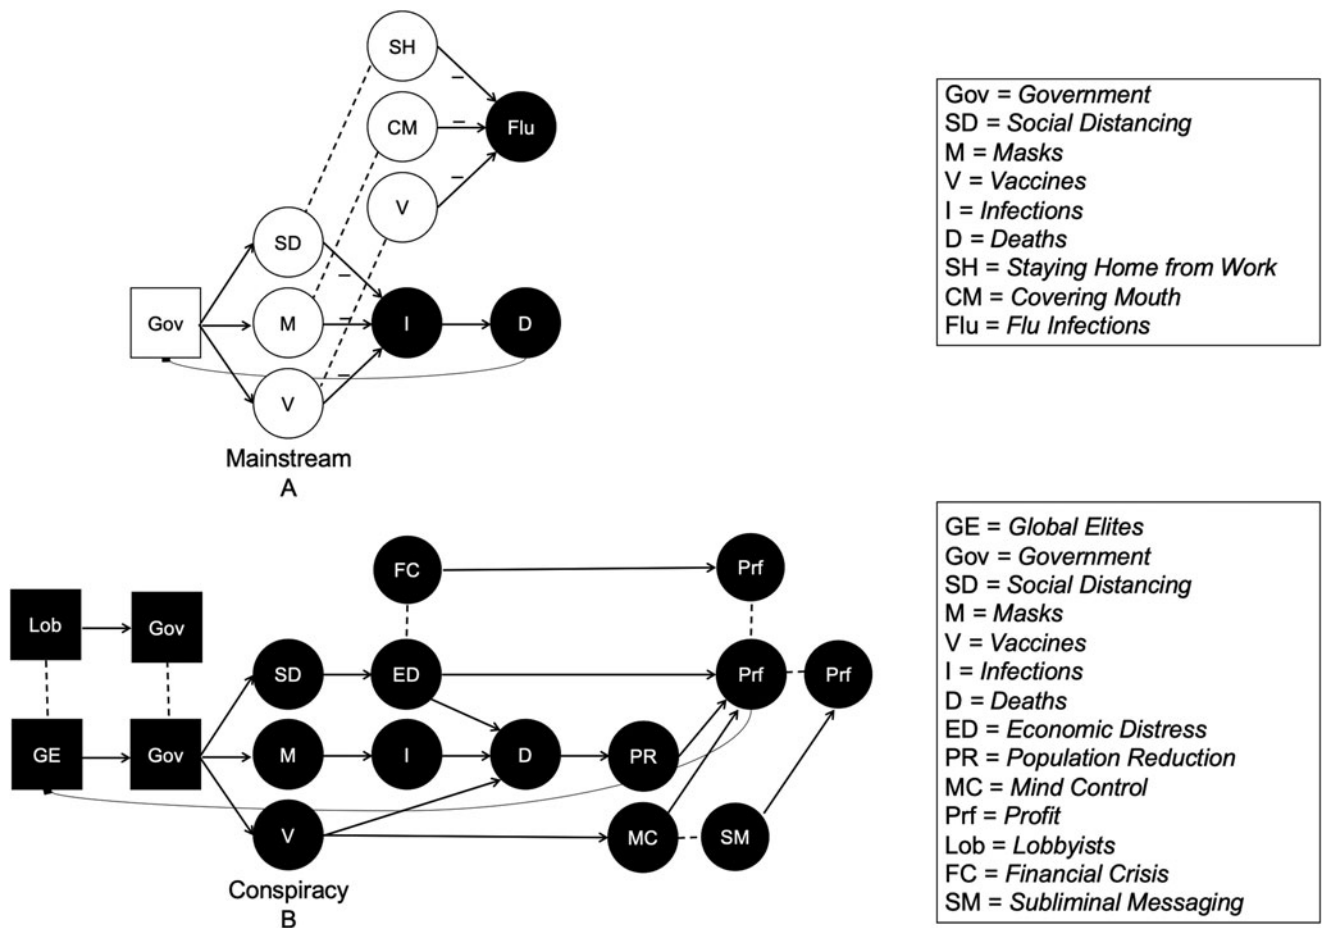 SH
CM
Flu
V
SD
Gov
M
I
D
V
–
–
–
–
–
–
Mainstream
A
Gov = Government
SD = Social Distancing
M = Masks
V = Vaccines
I = Infections
D = Deaths
SH = Staying Home from Work
CM = Covering Mouth
Flu = Flu Infections
FC
Prf
Lob
Gov
SD
ED
Prf
Prf
GE
Gov
M
I
D
PR
V
MC
SM
Conspiracy
B
GE = Global Elites
Gov = Government
SD = Social Distancing
M = Masks
V = Vaccines
I = Infections
D = Deaths
ED = Economic Distress
PR = Population Reduction
MC = Mind Control
Prf = Profit
Lob = Lobbyists
FC = Financial Crisis
SM = Subliminal Messaging